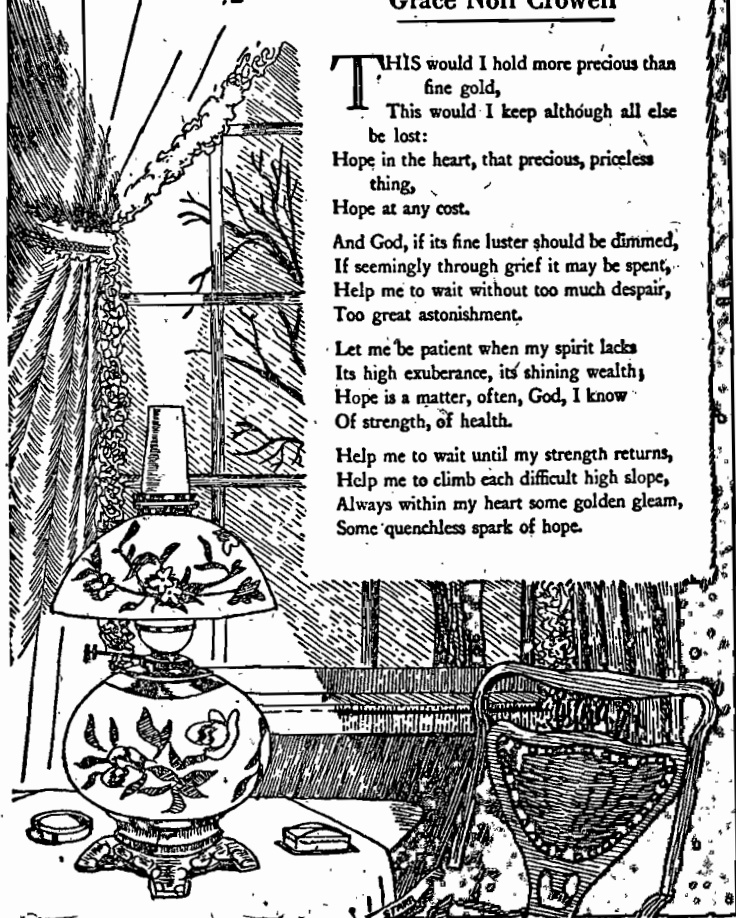 Grace Noll Crowell
THIS would I hold more precious than
fine gold,
This would I keep although all else
be lost:
Hope in the heart, that precious, priceless
thing,
Hope at any cost.
And God, if its fine luster should be dimmed,
If seemingly through grief it may be spent,
Help me to wait without too much despair,
Too great astonishment.
Let me be patient when my spirit lacks
Its high exuberance, its shining wealth;
Hope is a matter, often, God, I know
Of strength, of health.
Help me to wait until my strength returns,
Help me to climb each difficult high slope,
Always within my heart some golden gleam,
Some quenchless spark of hope.